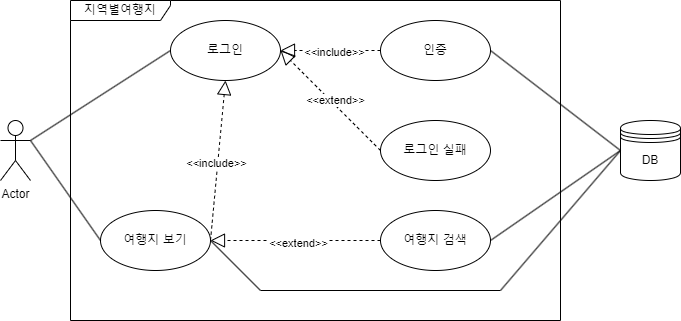 지역별여행지
로그인
<<include>>
인증
<<extend>>
로그인 실패
DB
Actor
<<include>>
여행지 보기
<<extend>>
여행지 검색